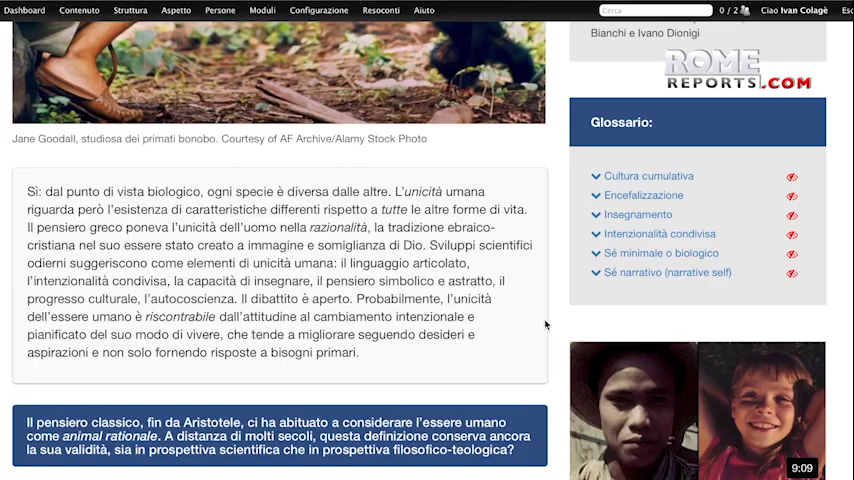 Dashboard Contenuto Struttura Aspetto Persone Moduli Configurazione Resoconti Aiuto Cerca 0 / 2 Ciao Ivan Colagè Esc
Bianchi e Ivano Dionigi
ROME
REPORTS.COM
Jane Goodall, studiosa dei primati bonobo. Courtesy of AF Archive/Alamy Stock Photo
Sì: dal punto di vista biologico, ogni specie è diversa dalle altre. L'unicità umana
riguarda però l'esistenza di caratteristiche differenti rispetto a tutte le altre forme di vita.
Il pensiero greco poneva l'unicità dell'uomo nella razionalità, la tradizione ebraico-
cristiana nel suo essere stato creato a immagine e somiglianza di Dio. Sviluppi scientifici
odierni suggeriscono come elementi di unicità umana: il linguaggio articolato,
l'intenzionalità condivisa, la capacità di insegnare, il pensiero simbolico e astratto, il
progresso culturale, l'autocoscienza. Il dibattito è aperto. Probabilmente, l'unicità
dell'essere umano è riscontrabile dall'attitudine al cambiamento intenzionale e
pianificato del suo modo di vivere, che tende a migliorare seguendo desideri e
aspirazioni e non solo fornendo risposte a bisogni primari.
Il pensiero classico, fin da Aristotele, ci ha abituato a considerare l'essere umano
come animal rationale. A distanza di molti secoli, questa definizione conserva ancora
la sua validità, sia in prospettiva scientifica che in prospettiva filosofico-teologica?
Glossario:
Cultura cumulativa
Encefalizzazione
Insegnamento
Intenzionalità condivisa
Sé minimale o biologico
Sé narrativo (narrative self)
9:09